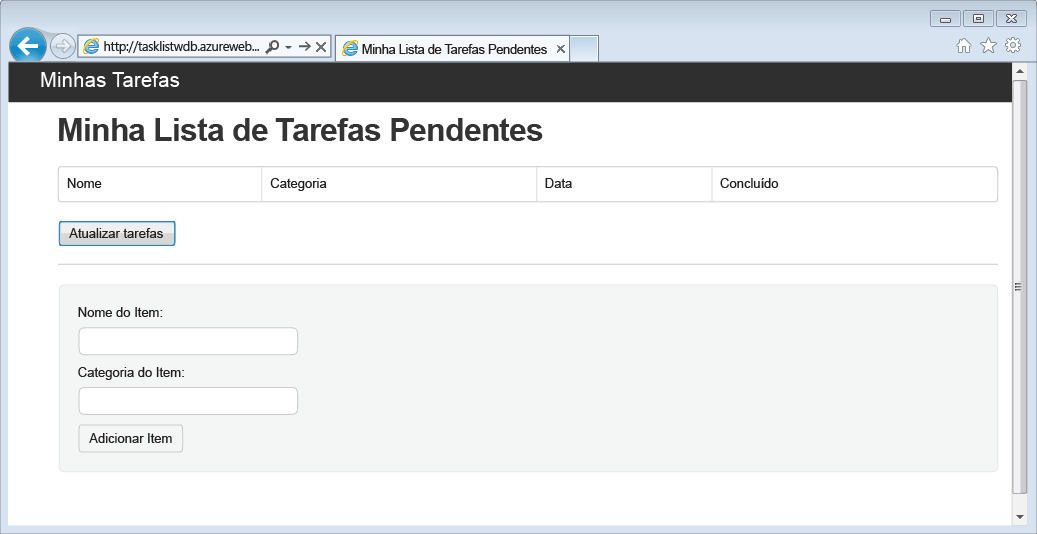 http://tasklistwdb.azureweb...
Minha Lista de Tarefas Pendentes
Minhas Tarefas
Minha Lista de Tarefas Pendentes
Nome Categoria Data Concluído
Atualizar tarefas
Nome do Item:
Categoria do Item:
Adicionar Item